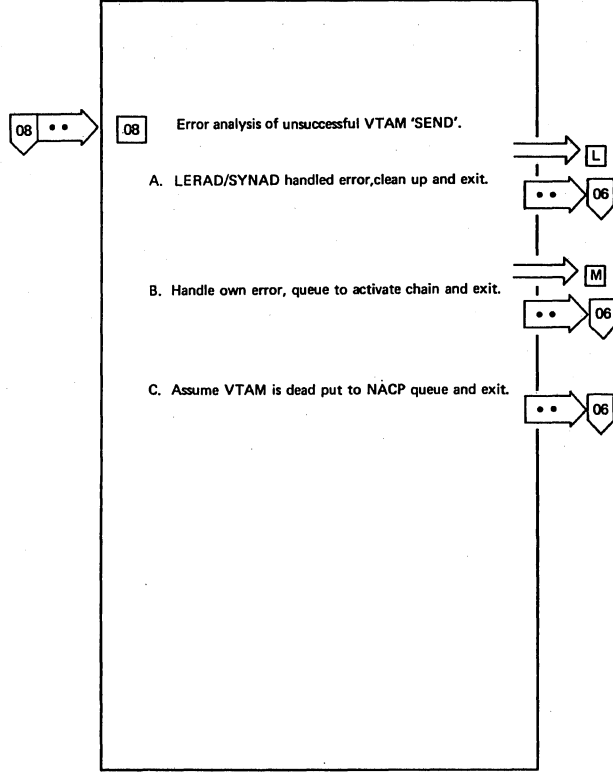 08 •• .08 Error analysis of unsuccessful VTAM 'SEND'.
L
A. LERAD/SYNAD handled error,clean up and exit. •• 06
M
B. Handle own error, queue to activate chain and exit. •• 06
C. Assume VTAM is dead put to NACP queue and exit. •• 06